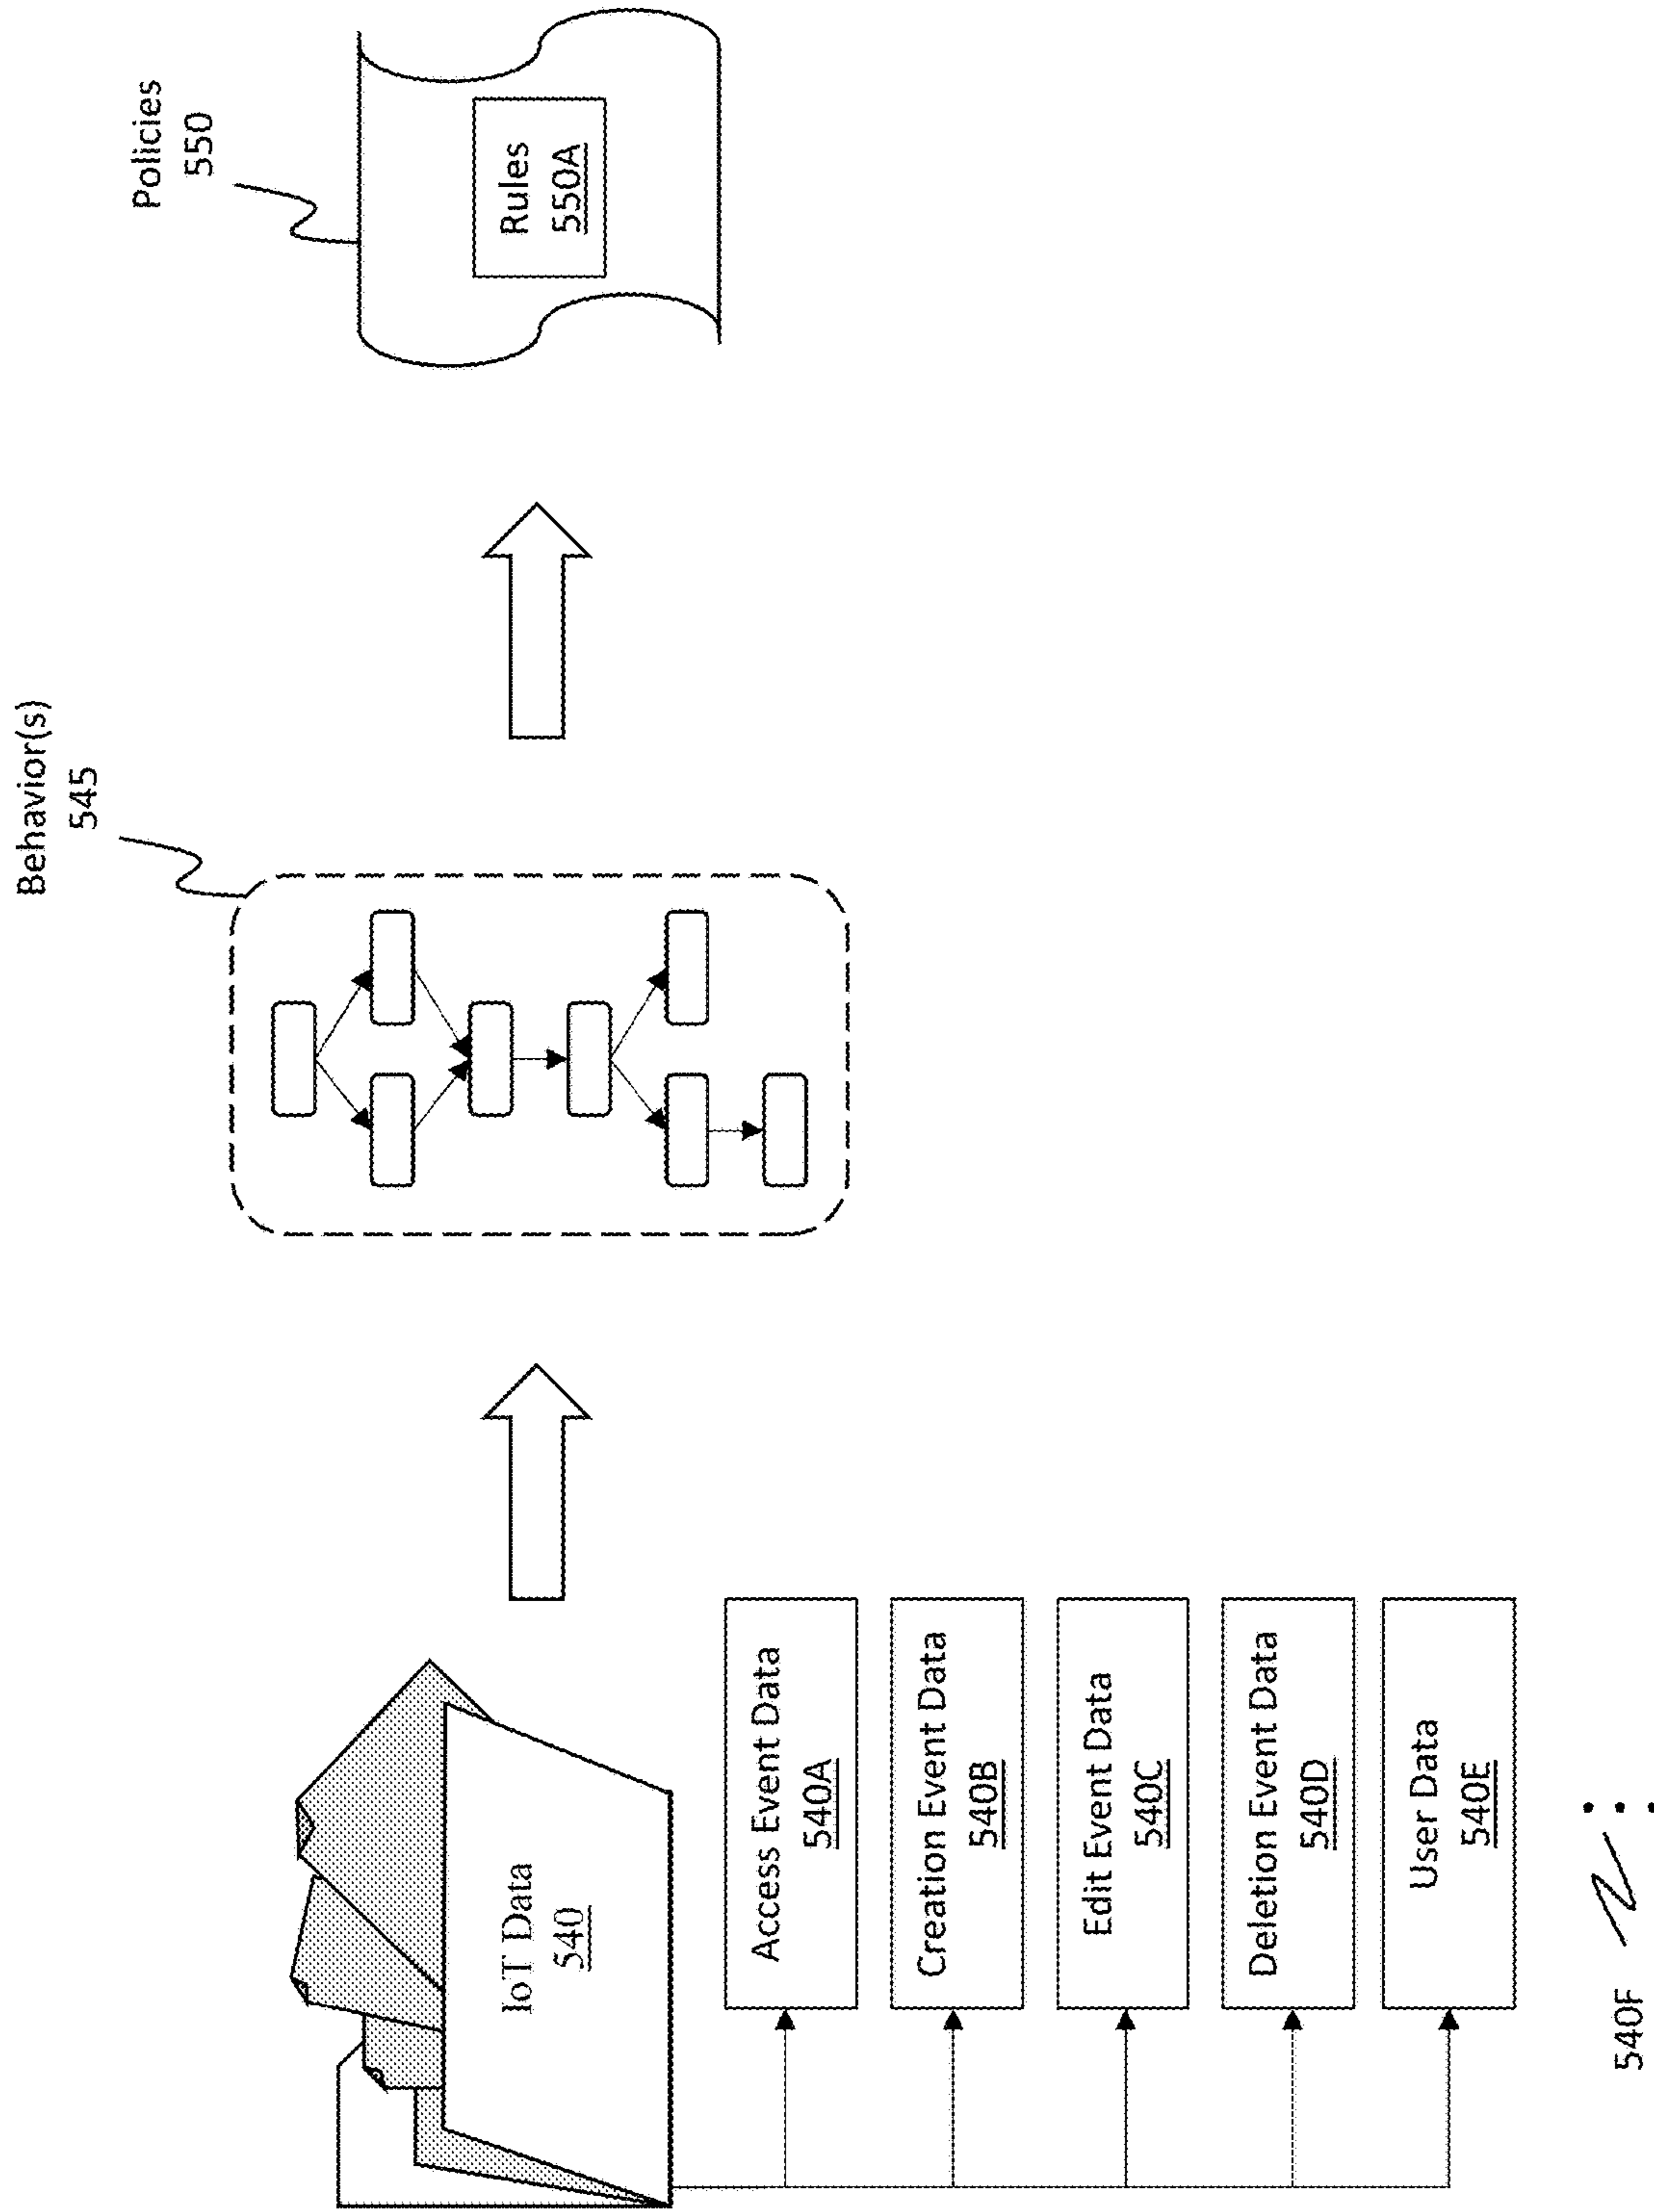 IoT Data
540
Access Event Data
540A
Creation Event Data
540B
Edit Event Data
540C
Deletion Event Data
540D
User Data
540E
540F
Behavior(s)
545
Policies
550
Rules
550A